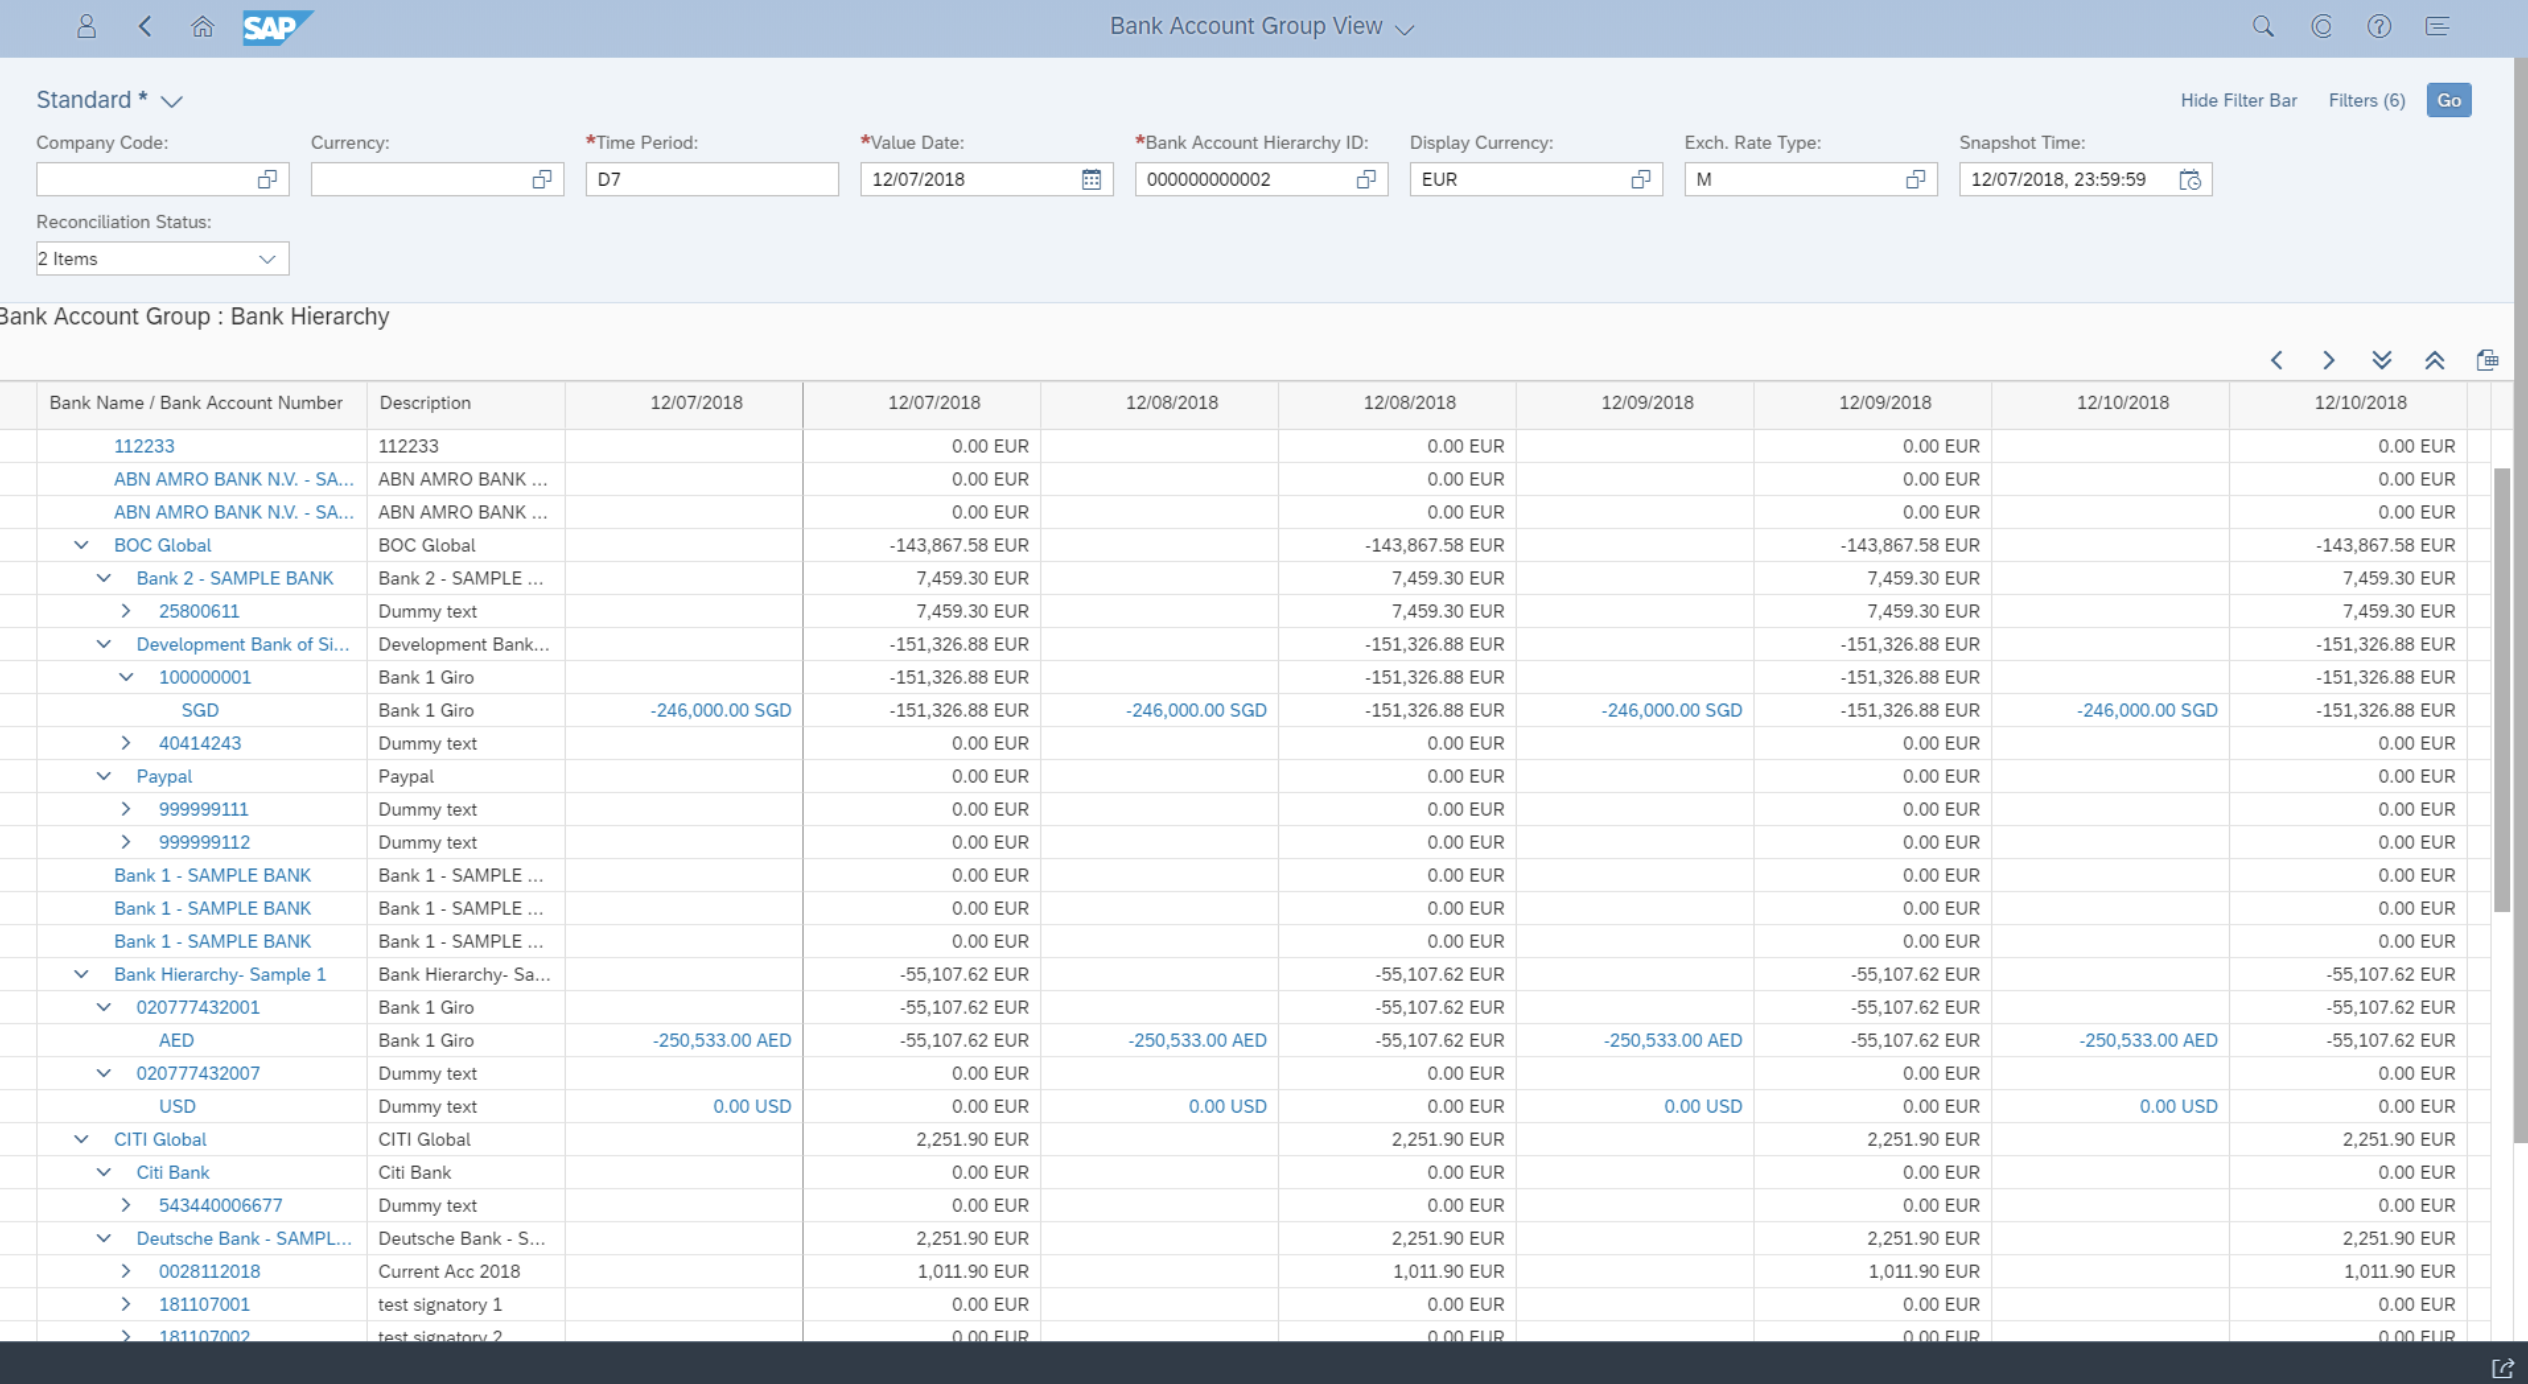 SAP
Bank Account Group View
Standard *
Hide Filter Bar Filters (6) Go
Company Code: Currency: *Time Period: *Value Date: *Bank Account Hierarchy ID: Display Currency: Exch. Rate Type: Snapshot Time:
D7 12/07/2018 000000000002 EUR M 12/07/2018, 23:59:59
Reconciliation Status:
2 Items
Bank Account Group : Bank Hierarchy
Bank Name / Bank Account Number Description 12/07/2018 12/07/2018 12/08/2018 12/08/2018 12/09/2018 12/09/2018 12/10/2018 12/10/2018
112233 112233 0.00 EUR 0.00 EUR 0.00 EUR 0.00 EUR
ABN AMRO BANK N.V. - SA... ABN AMRO BANK ... 0.00 EUR 0.00 EUR 0.00 EUR 0.00 EUR
ABN AMRO BANK N.V. - SA... ABN AMRO BANK ... 0.00 EUR 0.00 EUR 0.00 EUR 0.00 EUR
BOC Global BOC Global -143,867.58 EUR -143,867.58 EUR -143,867.58 EUR -143,867.58 EUR
Bank 2 - SAMPLE BANK Bank 2 - SAMPLE ... 7,459.30 EUR 7,459.30 EUR 7,459.30 EUR 7,459.30 EUR
25800611 Dummy text 7,459.30 EUR 7,459.30 EUR 7,459.30 EUR 7,459.30 EUR
Development Bank of Si... Development Bank... -151,326.88 EUR -151,326.88 EUR -151,326.88 EUR -151,326.88 EUR
100000001 Bank 1 Giro -151,326.88 EUR -151,326.88 EUR -151,326.88 EUR -151,326.88 EUR
SGD Bank 1 Giro -246,000.00 SGD -151,326.88 EUR -246,000.00 SGD -151,326.88 EUR -246,000.00 SGD -151,326.88 EUR -246,000.00 SGD -151,326.88 EUR
40414243 Dummy text 0.00 EUR 0.00 EUR 0.00 EUR 0.00 EUR
Paypal Paypal 0.00 EUR 0.00 EUR 0.00 EUR 0.00 EUR
999999111 Dummy text 0.00 EUR 0.00 EUR 0.00 EUR 0.00 EUR
999999112 Dummy text 0.00 EUR 0.00 EUR 0.00 EUR 0.00 EUR
Bank 1 - SAMPLE BANK Bank 1 - SAMPLE ... 0.00 EUR 0.00 EUR 0.00 EUR 0.00 EUR
Bank 1 - SAMPLE BANK Bank 1 - SAMPLE ... 0.00 EUR 0.00 EUR 0.00 EUR 0.00 EUR
Bank 1 - SAMPLE BANK Bank 1 - SAMPLE ... 0.00 EUR 0.00 EUR 0.00 EUR 0.00 EUR
Bank Hierarchy- Sample 1 Bank Hierarchy- Sa... -55,107.62 EUR -55,107.62 EUR -55,107.62 EUR -55,107.62 EUR
020777432001 Bank 1 Giro -55,107.62 EUR -55,107.62 EUR -55,107.62 EUR -55,107.62 EUR
AED Bank 1 Giro -250,533.00 AED -55,107.62 EUR -250,533.00 AED -55,107.62 EUR -250,533.00 AED -55,107.62 EUR -250,533.00 AED -55,107.62 EUR
020777432007 Dummy text 0.00 EUR 0.00 EUR 0.00 EUR 0.00 EUR
USD Dummy text 0.00 USD 0.00 EUR 0.00 USD 0.00 EUR 0.00 USD 0.00 EUR 0.00 USD 0.00 EUR
CITI Global CITI Global 2,251.90 EUR 2,251.90 EUR 2,251.90 EUR 2,251.90 EUR
Citi Bank Citi Bank 0.00 EUR 0.00 EUR 0.00 EUR 0.00 EUR
543440006677 Dummy text 0.00 EUR 0.00 EUR 0.00 EUR 0.00 EUR
Deutsche Bank - SAMPL... Deutsche Bank - S... 2,251.90 EUR 2,251.90 EUR 2,251.90 EUR 2,251.90 EUR
0028112018 Current Acc 2018 1,011.90 EUR 1,011.90 EUR 1,011.90 EUR 1,011.90 EUR
181107001 test signatory 1 0.00 EUR 0.00 EUR 0.00 EUR 0.00 EUR
181107002 test signatory 2 0.00 EUR 0.00 EUR 0.00 EUR 0.00 EUR